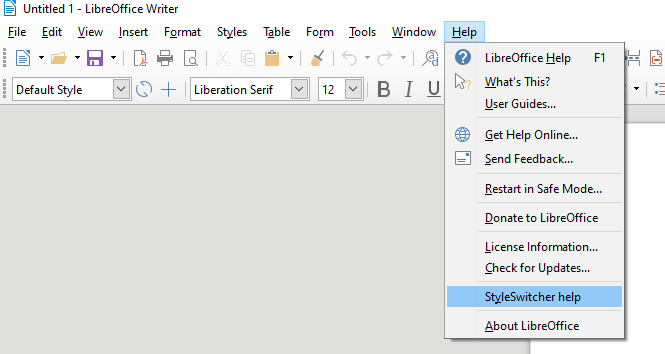 Untitled 1 - LibreOffice Writer
File Edit View Insert Format Styles Table Form Tools Window Help
Default Style Liberation Serif 12 B I U
LibreOffice Help F1
What's This?
User Guides...
Get Help Online...
Send Feedback...
Restart in Safe Mode...
Donate to LibreOffice
License Information...
Check for Updates...
StyleSwitcher help
About LibreOffice